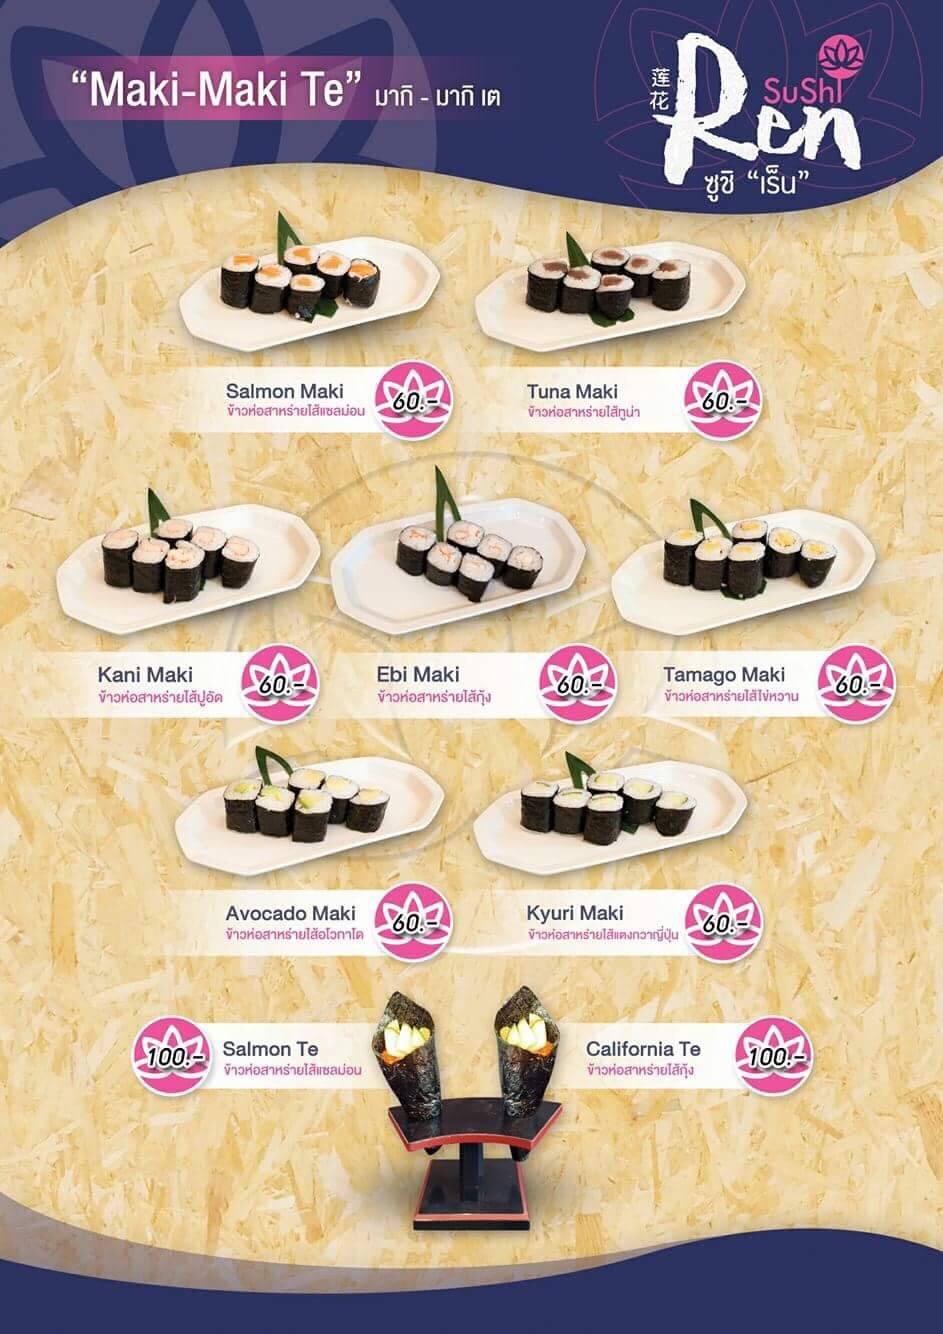 "Maki-Maki Te" มากิ - มากิ เต
莲花
Ren
SuShI
ซูชิ "เร็น"
Salmon Maki
ข้าวห่อสาหร่ายไส้แซลม่อน
60.-
Tuna Maki
ข้าวห่อสาหร่ายไส้ทูน่า
60.-
Kani Maki
ข้าวห่อสาหร่ายไส้ปูอัด
60.-
Ebi Maki
ข้าวห่อสาหร่ายไส้กุ้ง
60.-
Tamago Maki
ข้าวห่อสาหร่ายไส้ไข่หวาน
60.-
Avocado Maki
ข้าวห่อสาหร่ายไส้อโวกาโด
60.-
Kyuri Maki
ข้าวห่อสาหร่ายไส้แตงกวาญี่ปุ่น
60.-
100.-
Salmon Te
ข้าวห่อสาหร่ายไส้แซลม่อน
California Te
ข้าวห่อสาหร่ายไส้กุ้ง
100.-